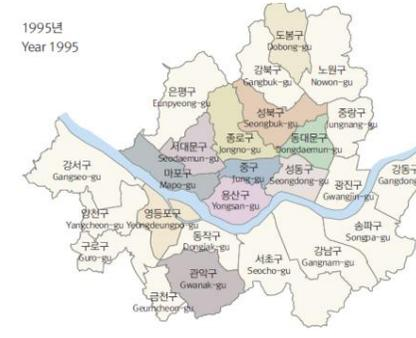 1995년
Year 1995
도봉구
Dobong-gu
강북구
Gangbuk-gu
노원구
Nowon-gu
은평구
Eunpyeong-gu
성북구
Seongbuk-gu
중랑구
Jungnang-gu
종로구
Jongno-gu
동대문구
Dongdaemun-gu
서대문구
Seodaemun-gu
마포구
Mapo-gu
중구
Jung-gu
성동구
Seongdong-gu
강서구
Gangseo-gu
광진구
Gwangjin-gu
강동구
Gangdong
용산구
Yongsan-gu
양천구
Yangcheon-gu
영등포구
Yeongdeungpo-gu
송파구
Songpa-gu
동작구
Dongjak-gu
구로구
Guro-gu
강남구
Gangnam-gu
서초구
Seocho-gu
관악구
Gwanak-gu
금천구
Geumcheon-gu